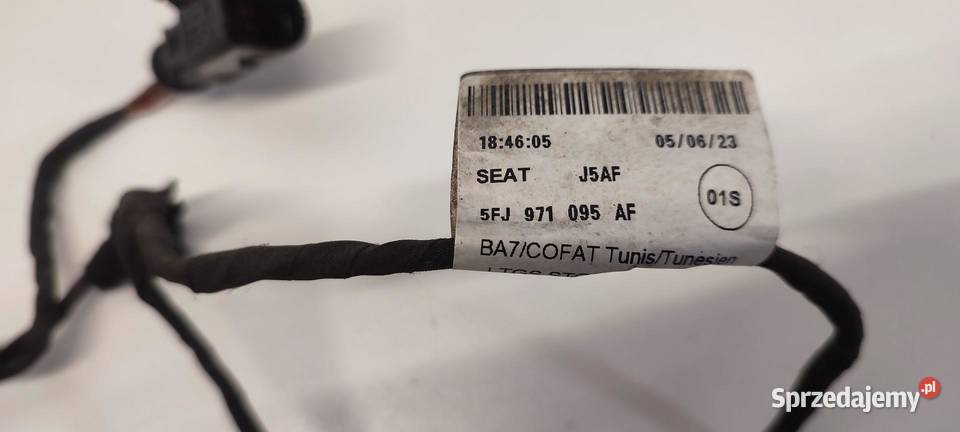 18:46:05 05/06/23
SEAT J5AF
01S
5FJ 971 095 AF
BA7/COFAT Tunis/Tunesien
Sprzedajemy.pl